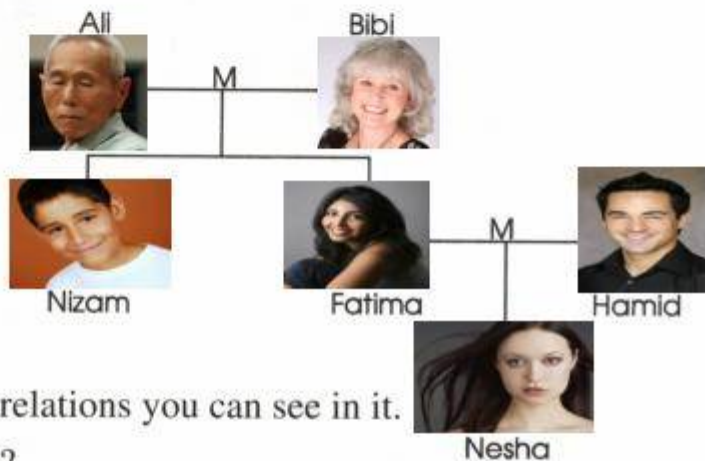 Ali Bibi
M
Nizam Fatima M Hamid
relations you can see in it.
Nesha
?